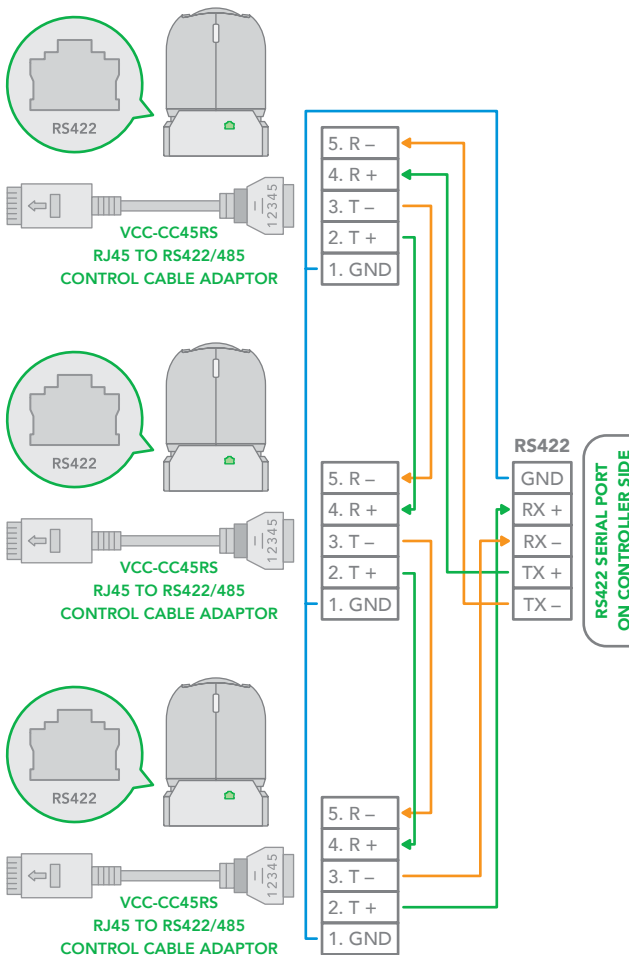 RS422
12345
VCC-CC45RS
RJ45 TO RS422/485
CONTROL CABLE ADAPTOR
5. R –
4. R +
3. T –
2. T +
1. GND
RS422
12345
VCC-CC45RS
RJ45 TO RS422/485
CONTROL CABLE ADAPTOR
5. R –
4. R +
3. T –
2. T +
1. GND
RS422
GND
RX +
RX –
TX +
TX –
RS422 SERIAL PORT
ON CONTROLLER SIDE
RS422
12345
VCC-CC45RS
RJ45 TO RS422/485
CONTROL CABLE ADAPTOR
5. R –
4. R +
3. T –
2. T +
1. GND